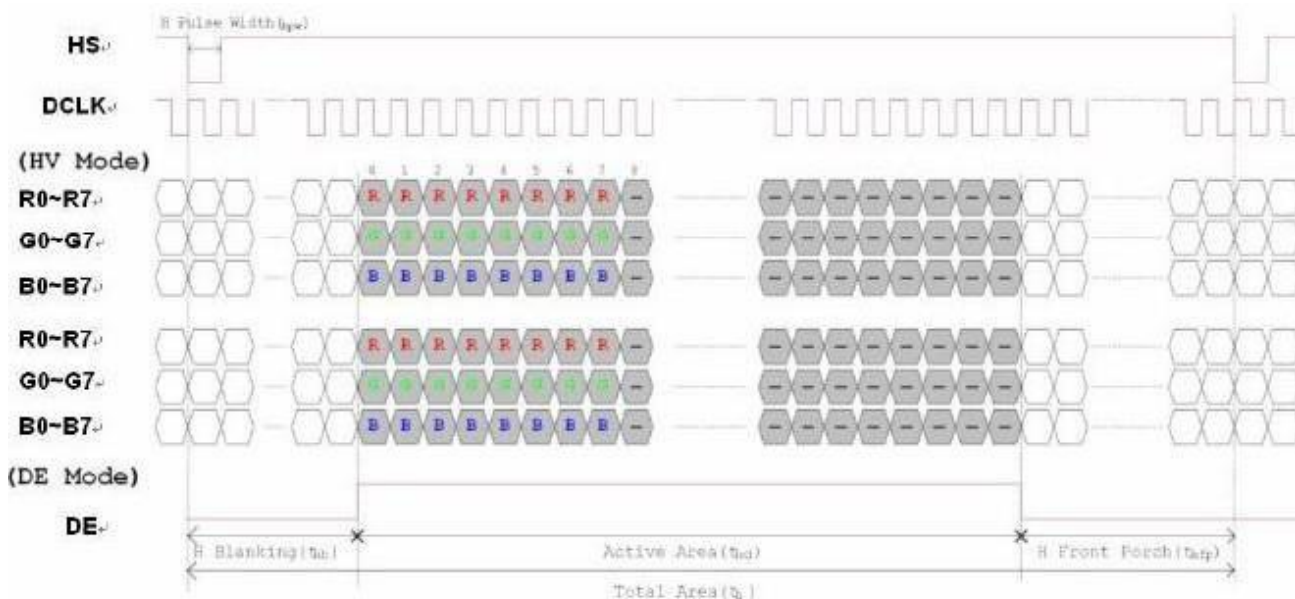 H Pulse Width(thpw)
HS
DCLK
(HV Mode)
0 1 2 3 4 5 6 7 8
R0~R7 R R R R R R R R - - - - - - - - -
G0~G7 G G G G G G G G - - - - - - - - -
B0~B7 B B B B B B B B - - - - - - - - -
R0~R7 R R R R R R R R - - - - - - - - -
G0~G7 G G G G G G G G - - - - - - - - -
B0~B7 B B B B B B B B - - - - - - - - -
(DE Mode)
DE
H Blanking(thb) Active Area(thd) H Front Porch(thfp)
Total Area(th)